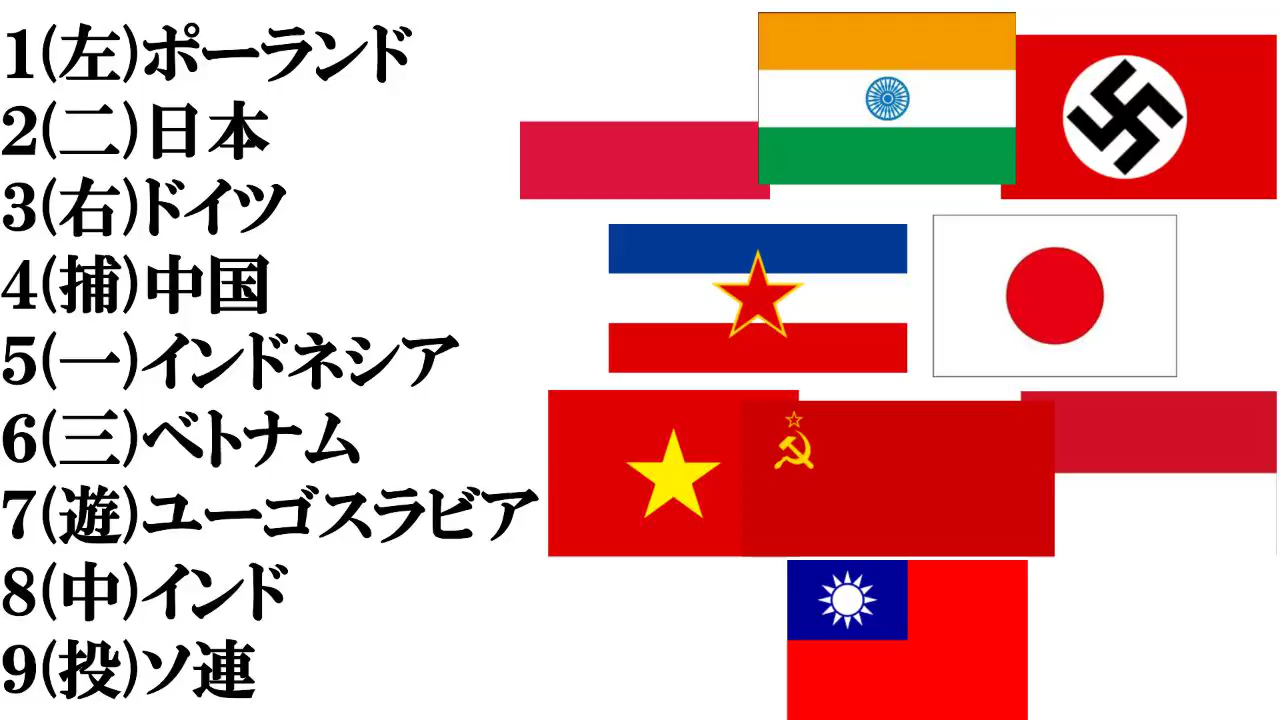 1(左)ポーランド
2(二)日本
3(右)ドイツ
4(捕)中国
5(一)インドネシア
6(三)ベトナム
7(遊)ユーゴスラビア
8(中)インド
9(投)ソ連